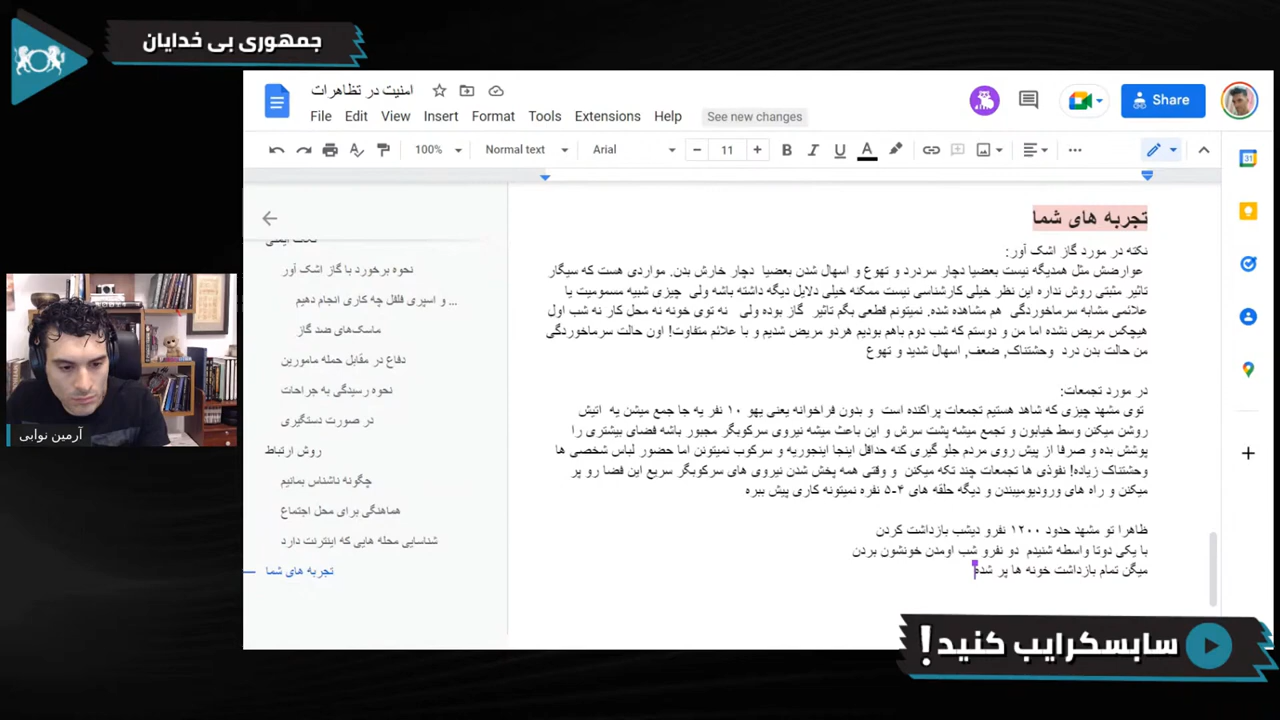 جمهوری بی خدایان
امنیت در تظاهرات
File Edit View Insert Format Tools Extensions Help See new changes
Share
100% Normal text Arial 11
نحوه برخورد با گاز اشک آور
و اسپری فلفل چه کاری انجام دهیم ...
ماسک‌های ضد گاز
دفاع در مقابل حمله مامورین
نحوه رسیدگی به جراحات
در صورت دستگیری
روش ارتباط
چگونه ناشناس بمانیم
هماهنگی برای محل اجتماع
شناسایی محله هایی که اینترنت دارد
تجربه های شما
تجربه های شما
نکته در مورد گاز اشک آور:
عوارضش مثل همدیگه نیست بعضیا دچار سردرد و تهوع و اسهال شدن بعضیا دچار خارش بدن. مواردی هست که سیگار
تاثیر مثبتی روش نداره این نظر خیلی کارشناسی نیست ممکنه خیلی دلایل دیگه داشته باشه ولی چیزی شبیه مسمومیت یا
علائمی مشابه سرماخوردگی هم مشاهده شده. نمیتونم قطعی بگم تاثیر گاز بوده ولی نه توی خونه نه محل کار نه شب اول
هیچکس مریض نشده اما من و دوستم که شب دوم باهم بودیم هردو مریض شدیم و با علائم متفاوت! اون حالت سرماخوردگی
من حالت بدن درد وحشتناک, ضعف, اسهال شدید و تهوع
در مورد تجمعات:
توی مشهد چیزی که شاهد هستیم تجمعات پراکنده است و بدون فراخوانه یعنی یهو ۱۰ نفر یه جا جمع میشن یه اتیش
روشن میکنن وسط خیابون و تجمع میشه پشت سرش و این باعث میشه نیروی سرکوبگر مجبور باشه فضای بیشتری را
پوشش بده و صرفا از پیش روی مردم جلو گیری کنه حداقل اینجا اینجوریه و سرکوب نمیتونن اما حضور لباس شخصی ها
وحشتناک زیاده! نفوذی ها تجمعات چند تکه میکنن و وقتی همه پخش شدن نیروی های سرکوبگر سریع این فضا رو پر
میکنن و راه های ورودیومیبندن و دیگه حلقه های ۴-۵ نفره نمیتونه کاری پیش ببره
ظاهرا تو مشهد حدود ۱۲۰۰ نفرو دیشب بازداشت کردن
با یکی دوتا واسطه شنیدم دو نفرو شب اومدن خونشون بردن
میگن تمام بازداشت خونه ها پر شده
آرمین نوابی
سابسکرایب کنید!